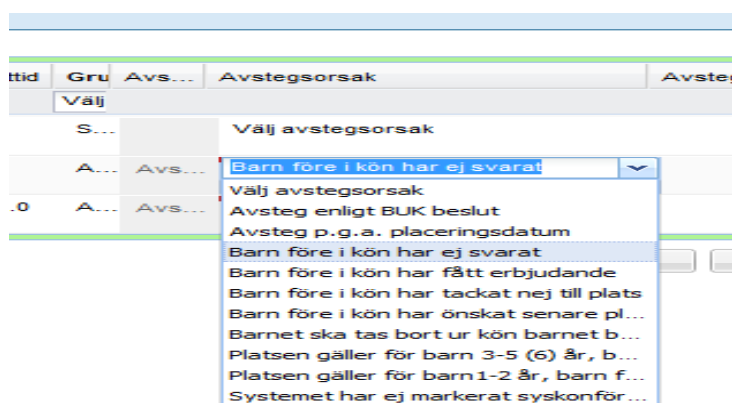 ttid Gru Avs... Avstegsorsak Avsteg
Välj
S... Välj avstegsorsak
A... Avs... Barn före i kön har ej svarat
Välj avstegsorsak
.0 A... Avs... Avsteg enligt BUK beslut
Avsteg p.g.a. placeringsdatum
Barn före i kön har ej svarat
Barn före i kön har fått erbjudande
Barn före i kön har tackat nej till plats
Barn före i kön har önskat senare pl...
Barnet ska tas bort ur kön barnet b...
Platsen gäller för barn 3-5 (6) år, b...
Platsen gäller för barn 1-2 år, barn f...
Systemet har ej markerat syskonför...